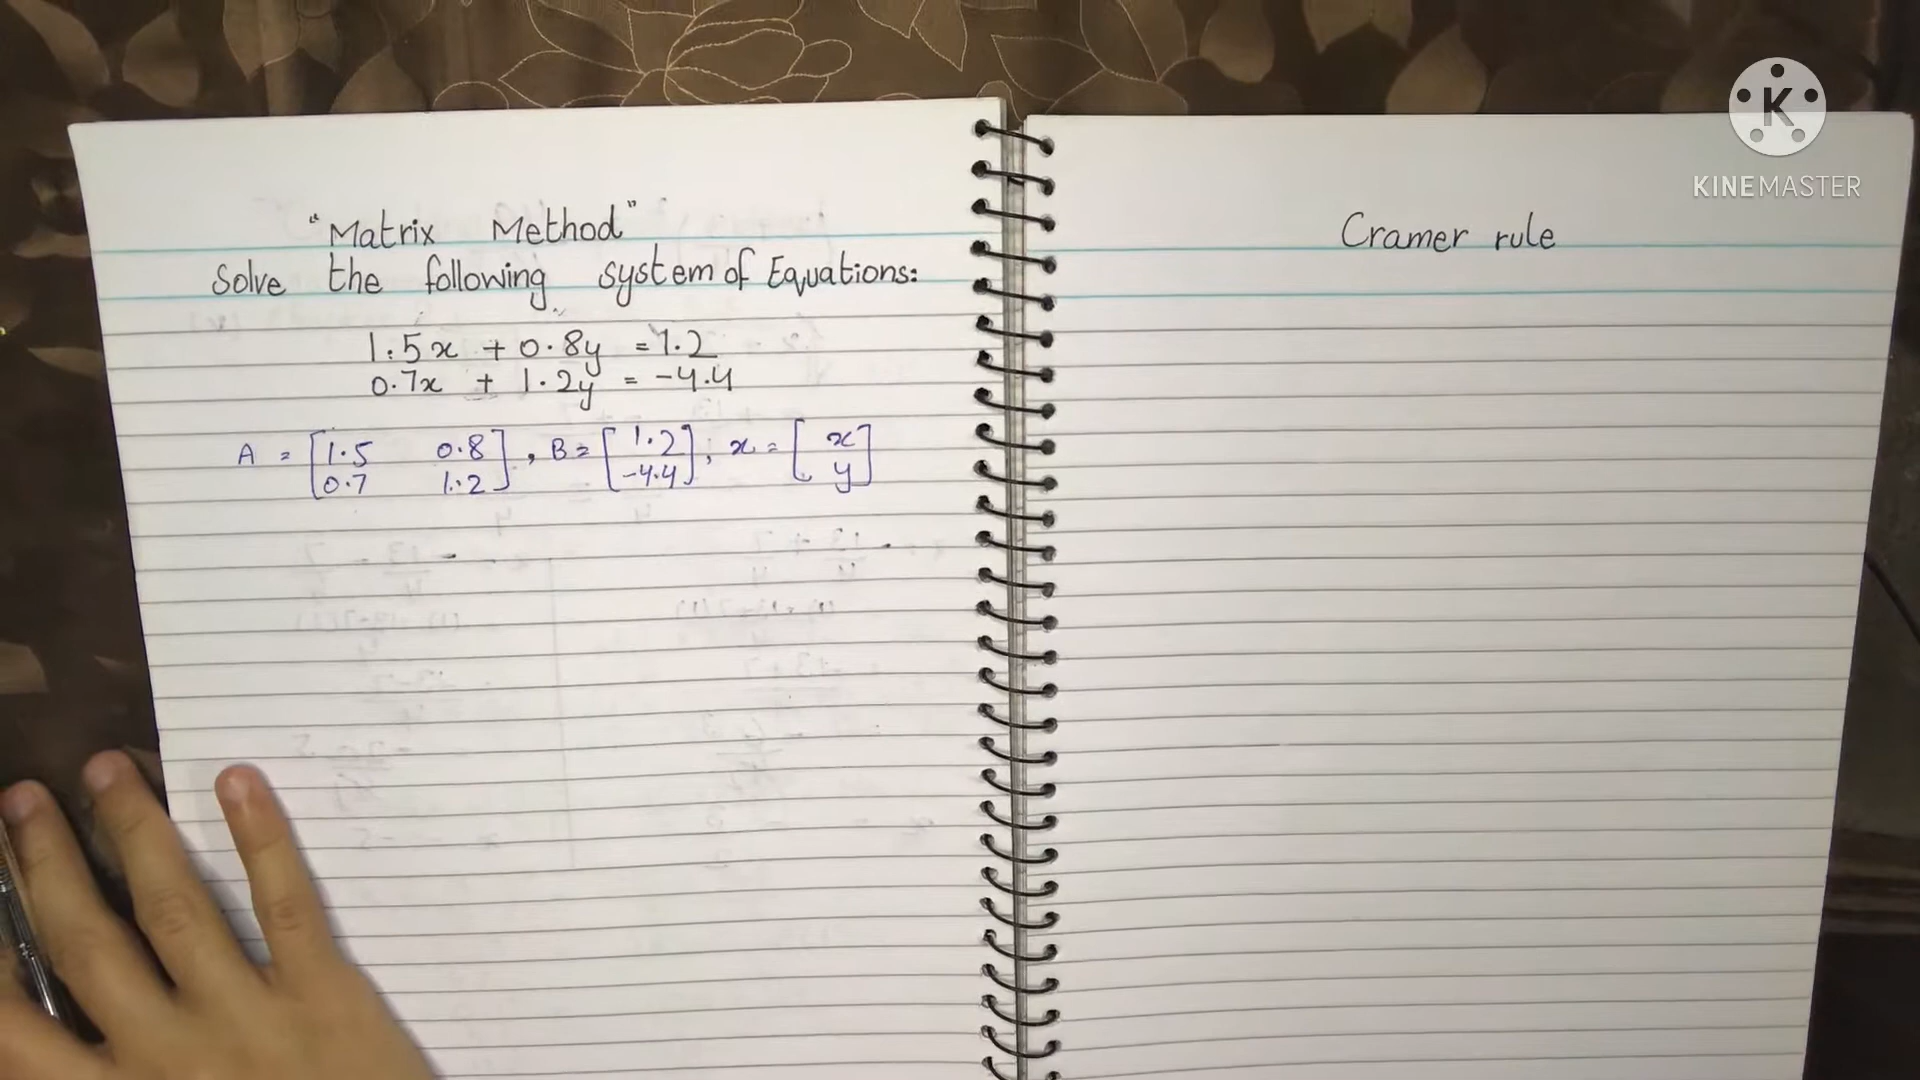 "Matrix Method"
Solve the following system of Equations:
1.5x + 0.8y = 1.2
0.7x + 1.2y = -4.4
A = [1.5 0.8], B = [1.2]; x = [x]
[0.7 1.2] [-4.4] [y]
Cramer rule
K
KINEMASTER